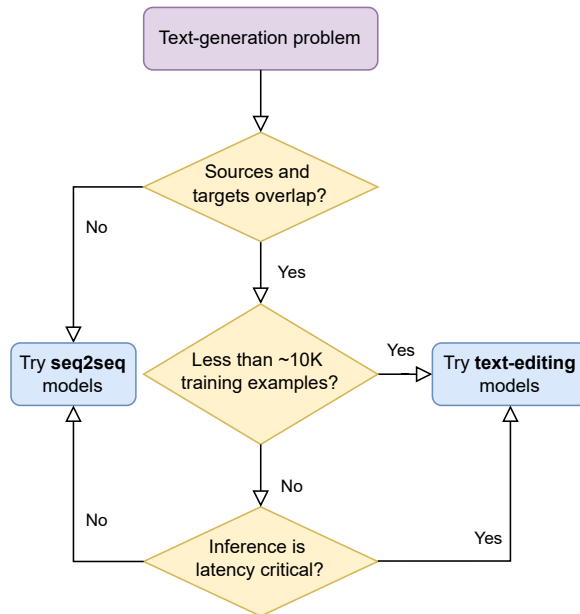 Text-generation problem
Sources and
targets overlap?
No
Yes
Try seq2seq
models
Less than ~10K
training examples?
Yes
Try text-editing
models
No
No
Inference is
latency critical?
Yes